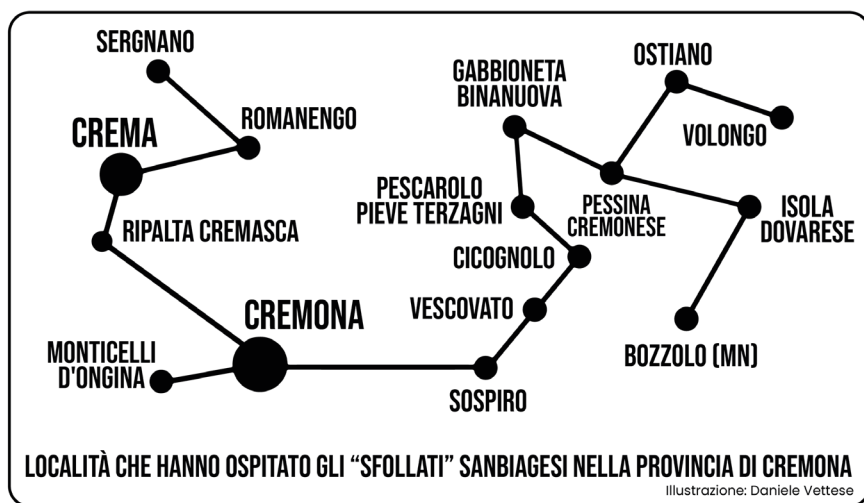 SERGNANO
ROMANENGO
CREMA
RIPALTA CREMASCA
CREMONA
MONTICELLI
D'ONGINA
GABBIONETA
BINANUOVA
OSTIANO
VOLONGO
PESCAROLO
PIEVE TERZAGNI
PESSINA
CREMONESE
ISOLA
DOVARESE
CICOGNOLO
VESCOVATO
SOSPIRO
BOZZOLO (MN)
LOCALITÀ CHE HANNO OSPITATO GLI “SFOLLATI” SANBIAGESI NELLA PROVINCIA DI CREMONA
Illustrazione: Daniele Vettese